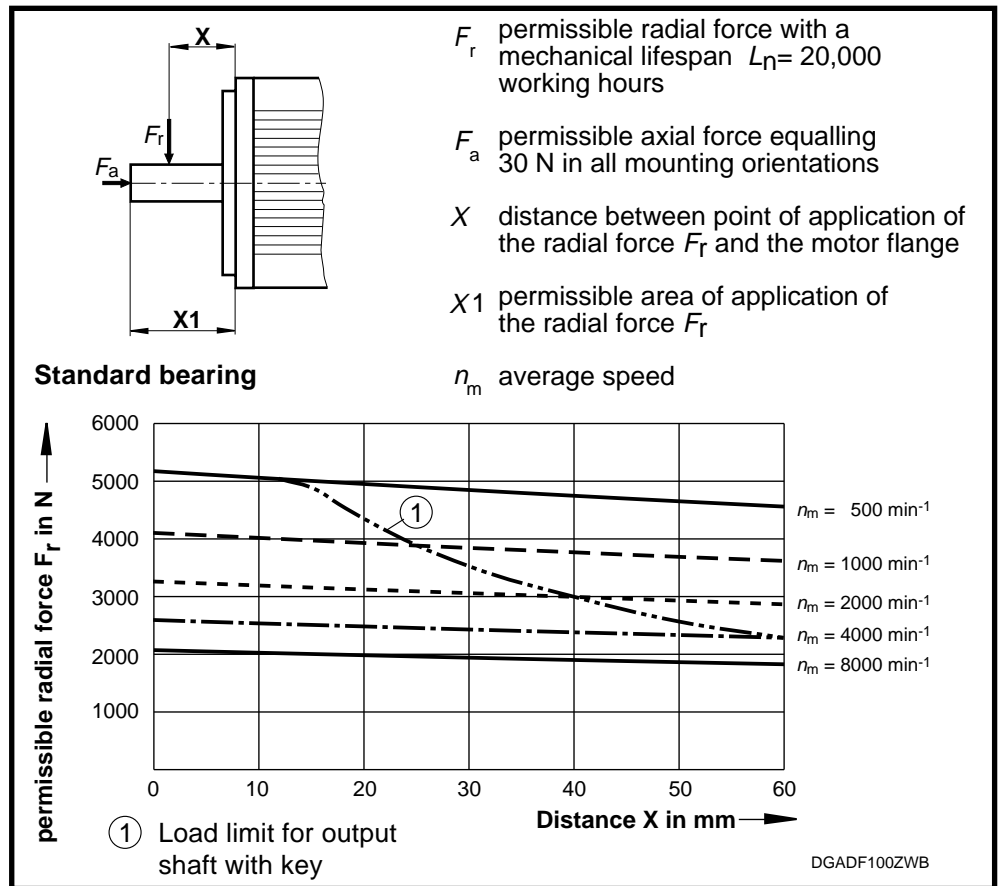 X
Fr
Fa
X1
Fr permissible radial force with a
mechanical lifespan Ln= 20,000
working hours
Fa permissible axial force equalling
30 N in all mounting orientations
X distance between point of application of
the radial force Fr and the motor flange
X1 permissible area of application of
the radial force Fr
nm average speed
Standard bearing
permissible radial force Fr in N
6000
5000
4000
3000
2000
1000
1
nm = 500 min-1
nm = 1000 min-1
nm = 2000 min-1
nm = 4000 min-1
nm = 8000 min-1
0 10 20 30 40 50 60
Distance X in mm
1 Load limit for output
shaft with key
DGADF100ZWB